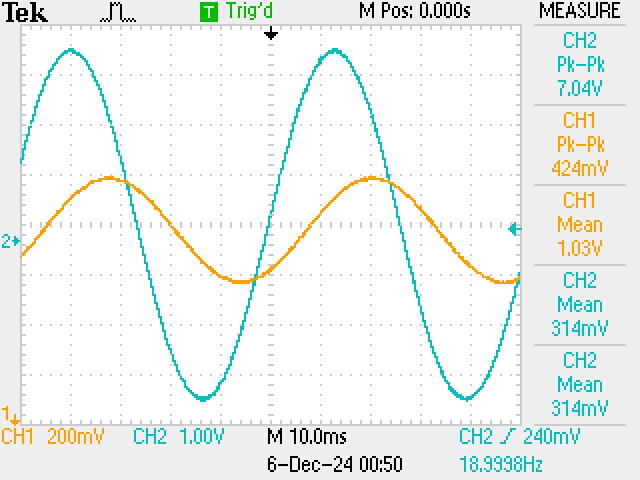 Tek T Trig'd M Pos: 0.000s MEASURE
CH2
Pk-Pk
7.04V
CH1
Pk-Pk
424mV
CH1
Mean
1.03V
CH2
Mean
314mV
CH2
Mean
314mV
2
1
CH1 200mV CH2 1.00V M 10.0ms CH2 240mV
6-Dec-24 00:50 18.9998Hz